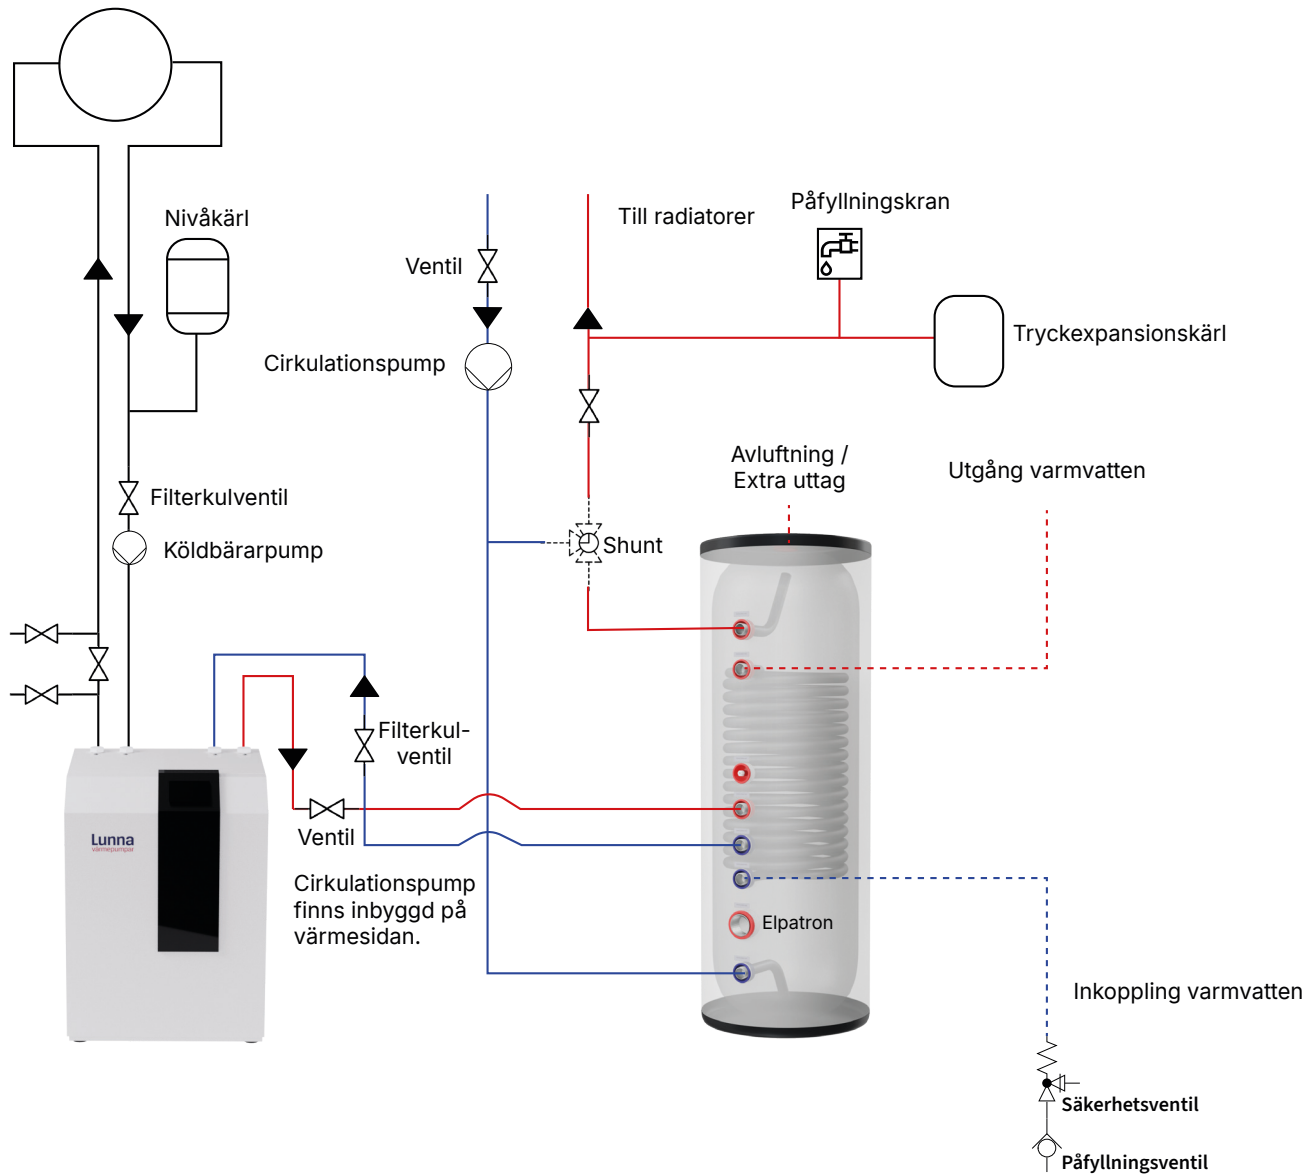 Nivåkärl
Till radiatorer
Påfyllningskran
Ventil
Tryckexpansionskärl
Cirkulationspump
Avluftning /
Extra uttag
Utgång varmvatten
Filterkulventil
Köldbärarpump
Shunt
Filterkul-
ventil
Ventil
Lunna
värmepumpar
Cirkulationspump
finns inbyggd på
värmesidan.
Elpatron
Inkoppling varmvatten
Säkerhetsventil
Påfyllningsventil